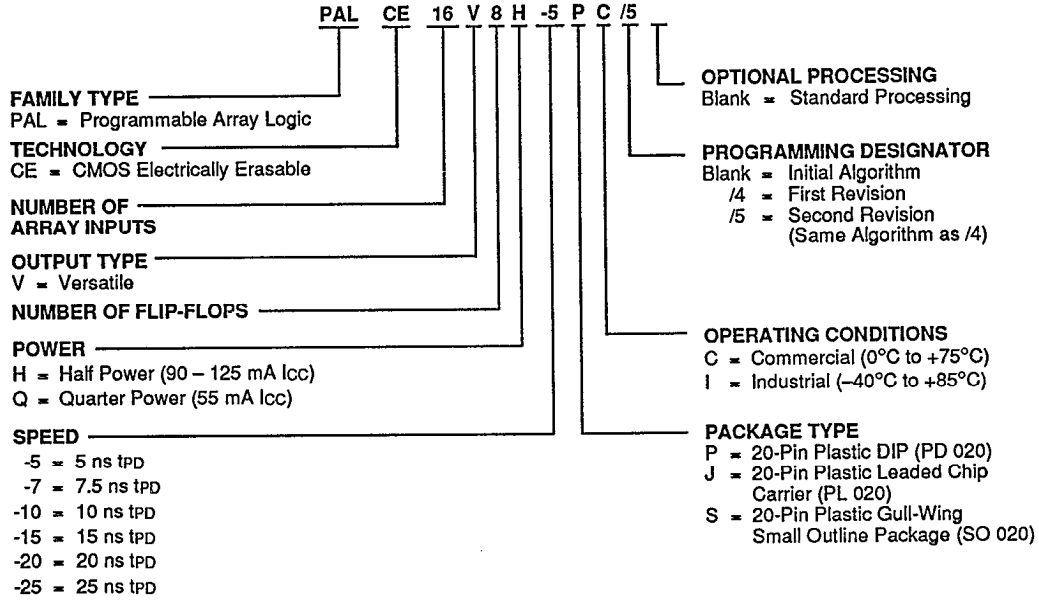 PAL CE 16 V 8 H -5 P C /5
FAMILY TYPE
PAL = Programmable Array Logic
TECHNOLOGY
CE = CMOS Electrically Erasable
NUMBER OF
ARRAY INPUTS
OUTPUT TYPE
V = Versatile
NUMBER OF FLIP-FLOPS
POWER
H = Half Power (90 – 125 mA ICC)
Q = Quarter Power (55 mA ICC)
SPEED
-5 = 5 ns tPD
-7 = 7.5 ns tPD
-10 = 10 ns tPD
-15 = 15 ns tPD
-20 = 20 ns tPD
-25 = 25 ns tPD
OPTIONAL PROCESSING
Blank = Standard Processing
PROGRAMMING DESIGNATOR
Blank = Initial Algorithm
/4 = First Revision
/5 = Second Revision
(Same Algorithm as /4)
OPERATING CONDITIONS
C = Commercial (0°C to +75°C)
I = Industrial (–40°C to +85°C)
PACKAGE TYPE
P = 20-Pin Plastic DIP (PD 020)
J = 20-Pin Plastic Leaded Chip
Carrier (PL 020)
S = 20-Pin Plastic Gull-Wing
Small Outline Package (SO 020)